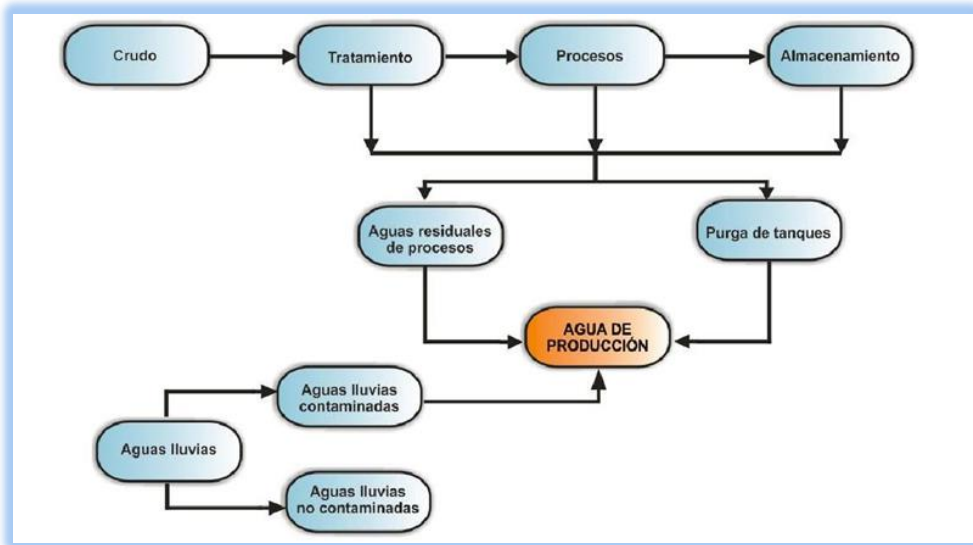 Crudo
Tratamiento
Procesos
Almacenamiento
Aguas residuales
de procesos
Purga de tanques
AGUA DE
PRODUCCIÓN
Aguas lluvias
contaminadas
Aguas lluvias
Aguas lluvias
no contaminadas